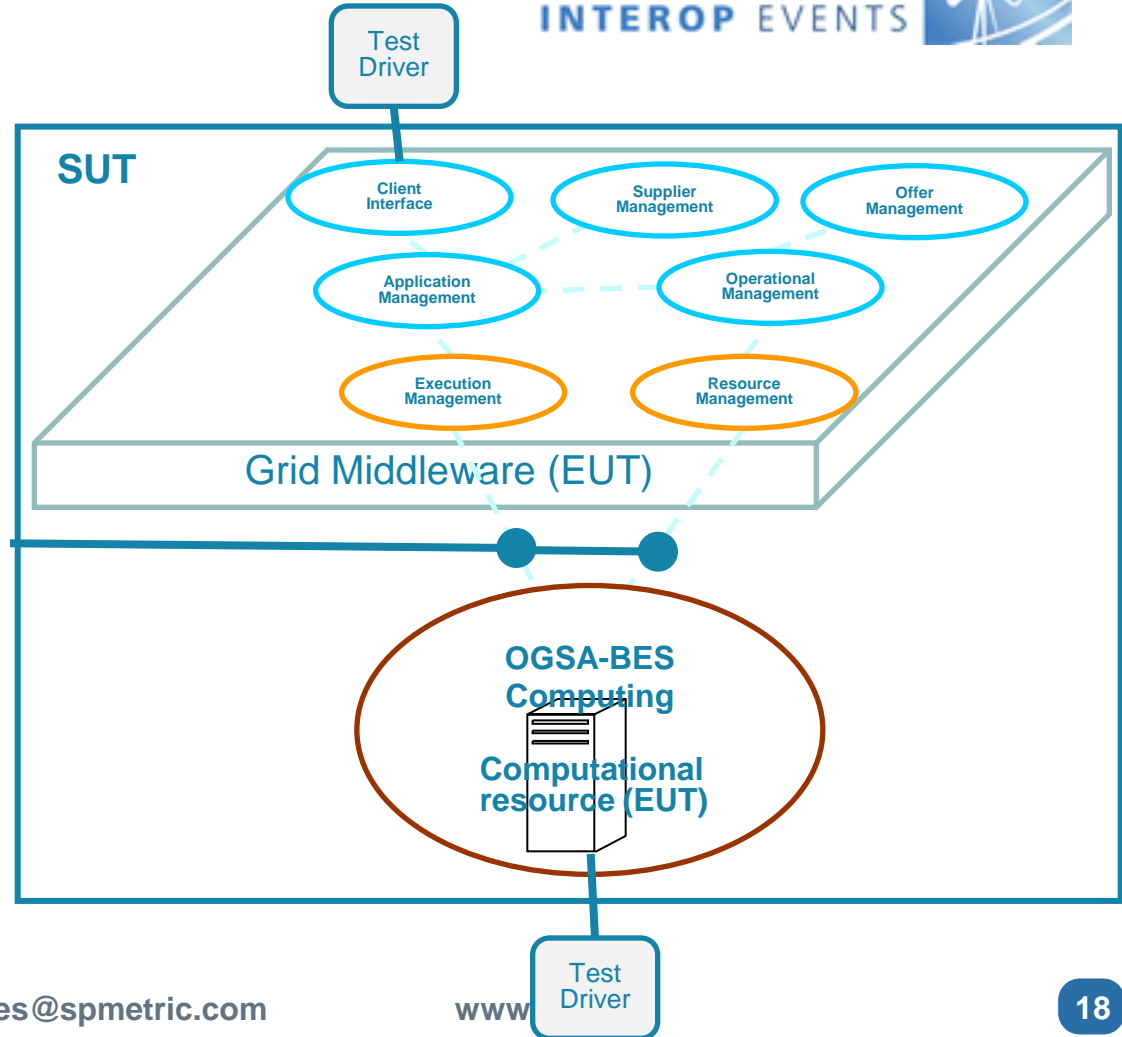 INTEROP EVENTS
Test
Driver
SUT
Client
Interface
Supplier
Management
Offer
Management
Application
Management
Operational
Management
Execution
Management
Resource
Management
Grid Middleware (EUT)
OGSA-BES
Computing
Computational
resource (EUT)
Test
Driver
es@spmetric.com
www
18